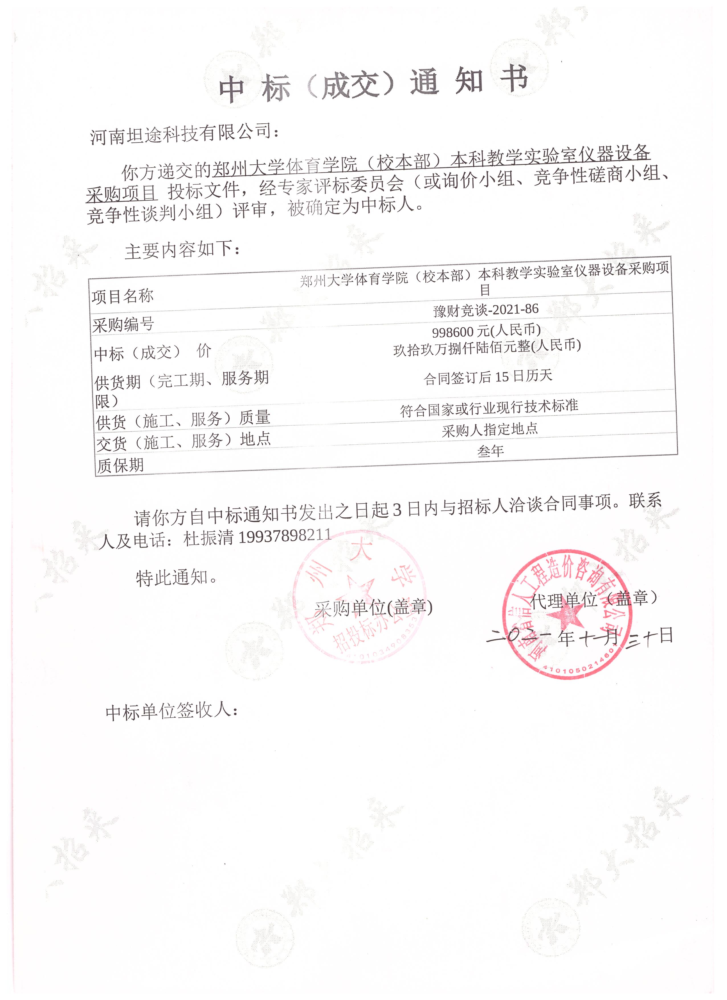 中 标（成交）通 知 书
河南坦途科技有限公司：
你方递交的郑州大学体育学院（校本部）本科教学实验室仪器设备
采购项目 投标文件，经专家评标委员会（或询价小组、竞争性磋商小组、
竞争性谈判小组）评审，被确定为中标人。
主要内容如下：
项目名称
郑州大学体育学院（校本部）本科教学实验室仪器设备采购项
目
采购编号
豫财竞谈-2021-86
中标（成交） 价
998600 元(人民币)
玖拾玖万捌仟陆佰元整(人民币)
供货期（完工期、服务期
限）
合同签订后 15 日历天
供货（施工、服务）质量
符合国家或行业现行技术标准
交货（施工、服务）地点
采购人指定地点
质保期
叁年
请你方自中标通知书发出之日起 3 日内与招标人洽谈合同事项。联系
人及电话：杜振清 19937898211
特此通知。
采购单位(盖章)
代理单位（盖章）
二〇二一年十一月三十日
郑州大学
招投标办公室
工程造价咨询有限公司
4101050214601
中标单位签收人：